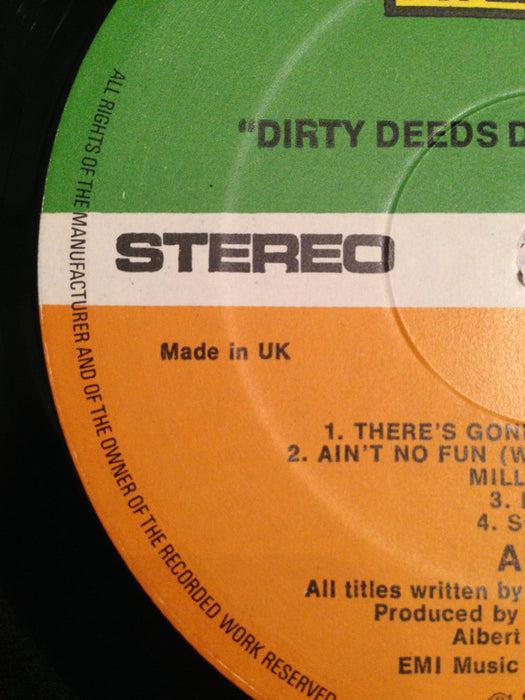 "DIRTY DEEDS D
STEREO
Made in UK
1. THERE'S GON
2. AIN'T NO FUN (W
MILL
3.
4. S
A
All titles written by
Produced by
Albert
EMI Music
ALL RIGHTS OF THE MANUFACTURER AND OF THE OWNER OF THE RECORDED WORK RESERVED